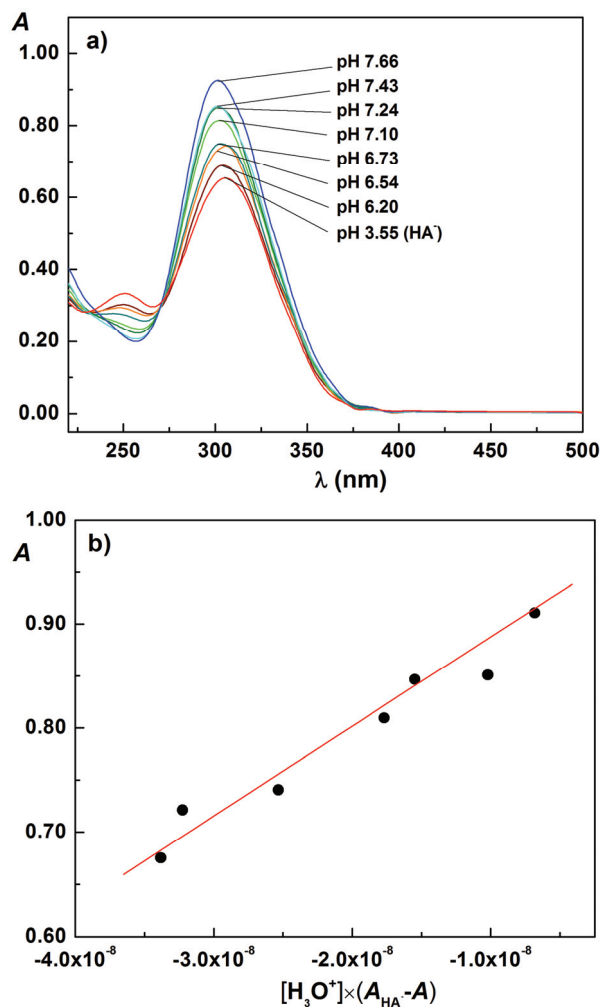 A
a)
1.00
0.80
0.60
0.40
0.20
0.00
pH 7.66
pH 7.43
pH 7.24
pH 7.10
pH 6.73
pH 6.54
pH 6.20
pH 3.55 (HA⁻)
250 300 350 400 450 500
λ (nm)
A
b)
1.00
0.90
0.80
0.70
0.60
-4.0x10⁻⁸ -3.0x10⁻⁸ -2.0x10⁻⁸ -1.0x10⁻⁸
[H₃O⁺]×(A_HA⁻-A)